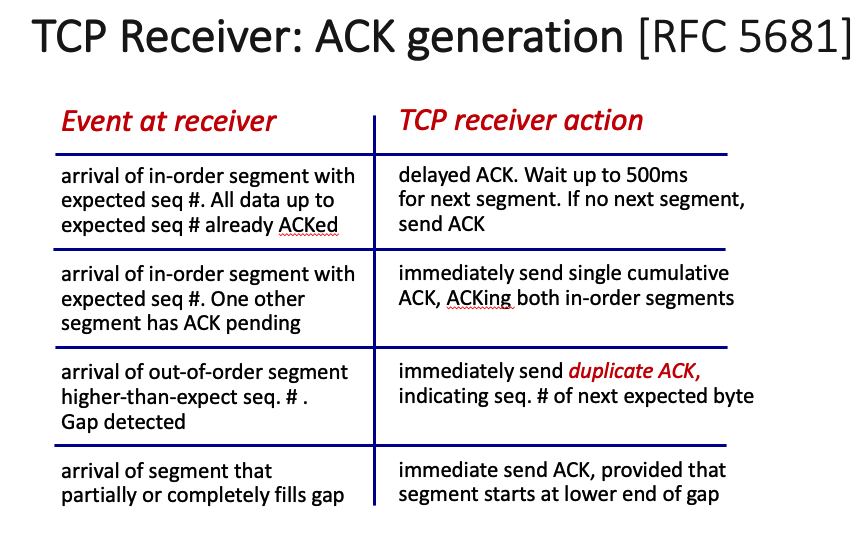 TCP Receiver: ACK generation [RFC 5681]
Event at receiver
TCP receiver action
arrival of in-order segment with
expected seq #. All data up to
expected seq # already ACKed
delayed ACK. Wait up to 500ms
for next segment. If no next segment,
send ACK
arrival of in-order segment with
expected seq #. One other
segment has ACK pending
immediately send single cumulative
ACK, ACKing both in-order segments
arrival of out-of-order segment
higher-than-expect seq. # .
Gap detected
immediately send duplicate ACK,
indicating seq. # of next expected byte
arrival of segment that
partially or completely fills gap
immediate send ACK, provided that
segment starts at lower end of gap